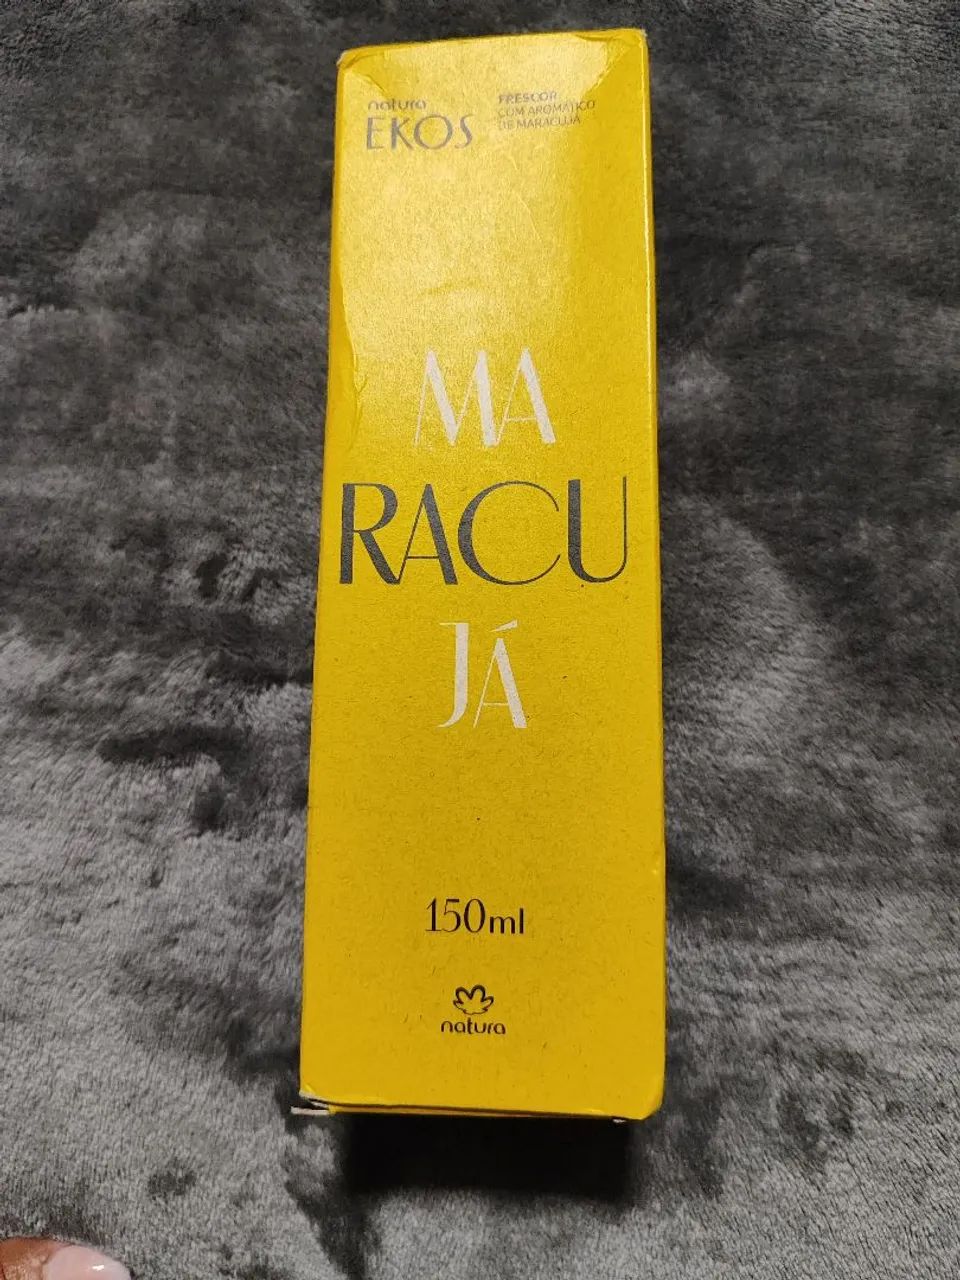 natura
EKOS
FRESCOR
COM AROMÁTICO
DE MARACUJÁ
MA
RACU
JÁ
150ml
natura